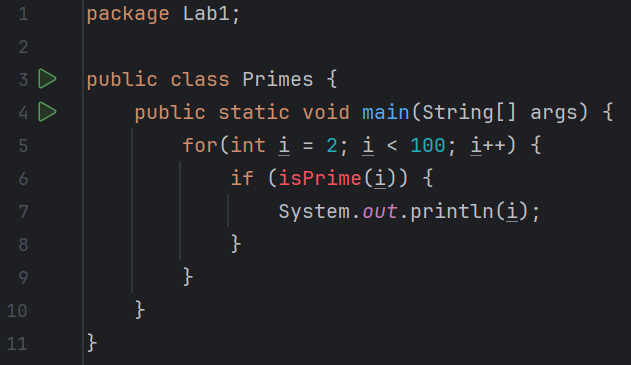 1 package Lab1;
2
3 public class Primes {
4     public static void main(String[] args) {
5         for(int i = 2; i < 100; i++) {
6             if (isPrime(i)) {
7                 System.out.println(i);
8             }
9         }
10     }
11 }